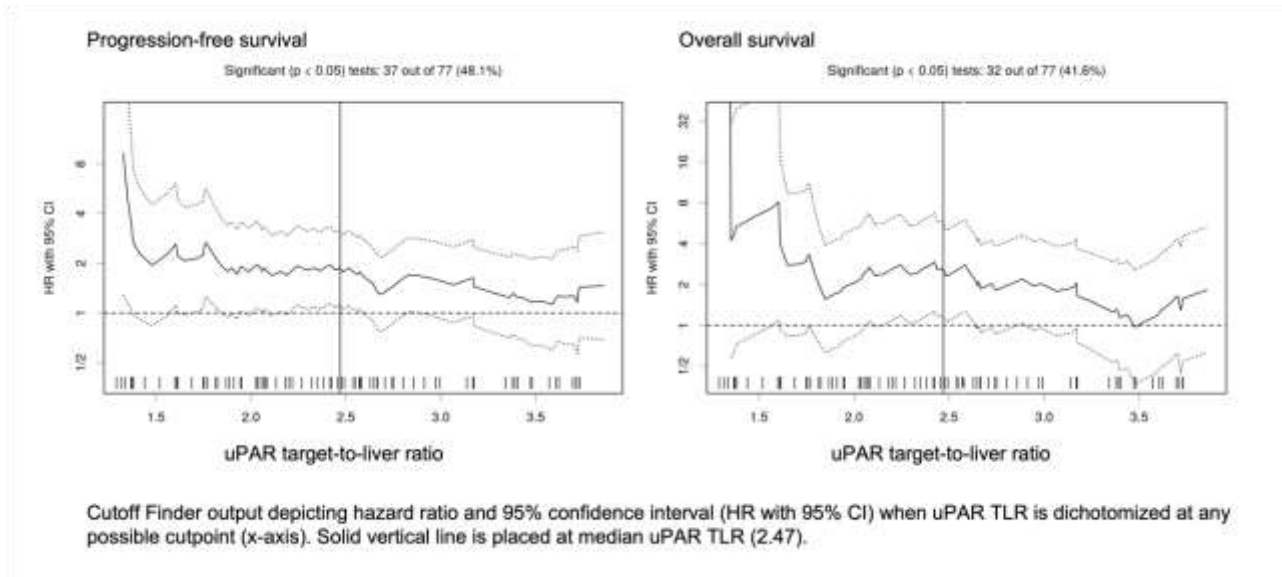 Progression-free survival
Significant (p < 0.05) tests: 37 out of 77 (48.1%)
HR with 95% CI
8
4
2
1
1/2
1.5 2.0 2.5 3.0 3.5
uPAR target-to-liver ratio
Overall survival
Significant (p < 0.05) tests: 32 out of 77 (41.6%)
HR with 95% CI
32
16
8
4
2
1
1/2
1.5 2.0 2.5 3.0 3.5
uPAR target-to-liver ratio
Cutoff Finder output depicting hazard ratio and 95% confidence interval (HR with 95% CI) when uPAR TLR is dichotomized at any
possible cutpoint (x-axis). Solid vertical line is placed at median uPAR TLR (2.47).